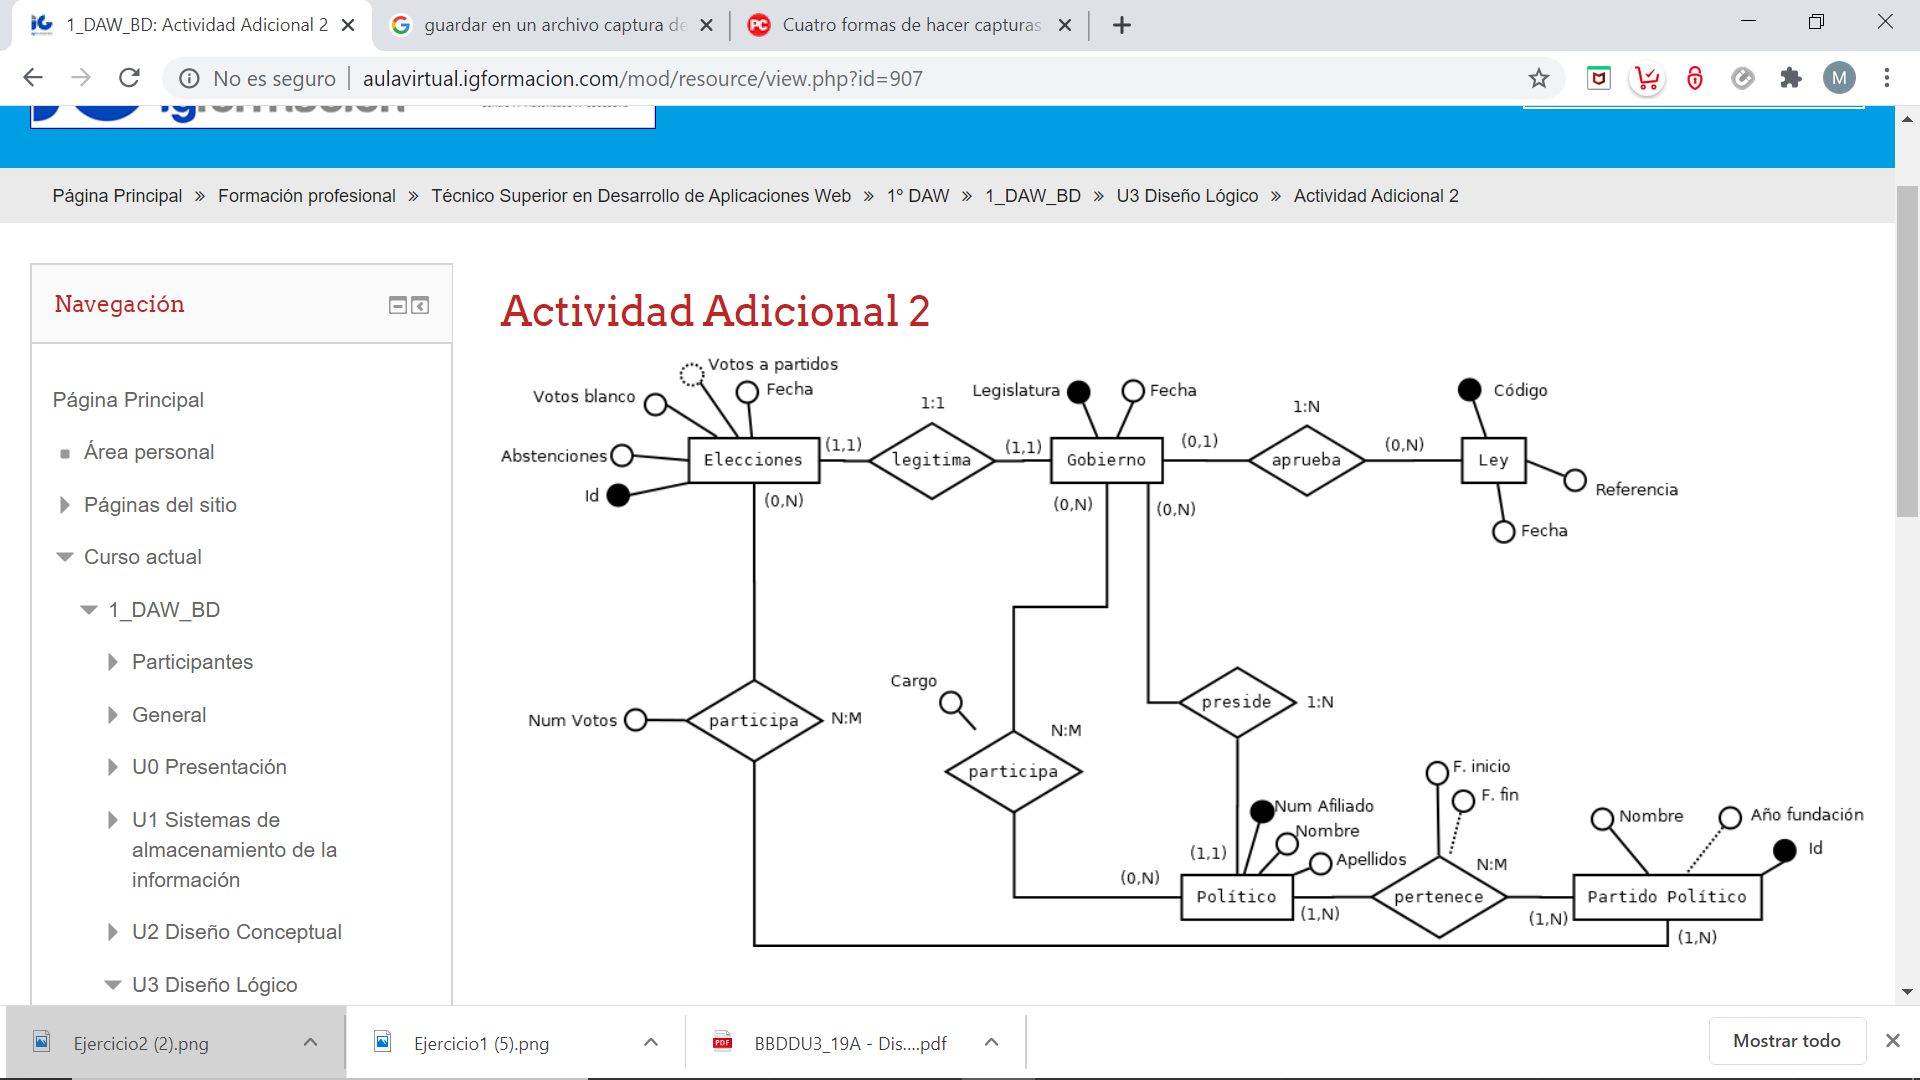 1_DAW_BD: Actividad Adicional 2
guardar en un archivo captura de
Cuatro formas de hacer capturas
No es seguro
aulavirtual.igformacion.com/mod/resource/view.php?id=907
M
Página Principal » Formación profesional » Técnico Superior en Desarrollo de Aplicaciones Web » 1º DAW » 1_DAW_BD » U3 Diseño Lógico » Actividad Adicional 2
Navegación
Página Principal
Área personal
Páginas del sitio
Curso actual
1_DAW_BD
Participantes
General
U0 Presentación
U1 Sistemas de
almacenamiento de la
información
U2 Diseño Conceptual
U3 Diseño Lógico
Actividad Adicional 2
Votos a partidos
Votos blanco
Fecha
Abstenciones
Id
Elecciones
(1,1)
(0,N)
1:1
legitima
(1,1)
Legislatura
Fecha
Gobierno
(0,1)
(0,N)
(0,N)
1:N
aprueba
(0,N)
Código
Ley
Referencia
Fecha
Num Votos
participa
N:M
Cargo
N:M
participa
preside
1:N
(1,1)
(0,N)
Num Afiliado
Nombre
Apellidos
Político
(1,N)
F. inicio
F. fin
N:M
pertenece
(1,N)
Nombre
Año fundación
Id
Partido Político
(1,N)
Ejercicio2 (2).png
Ejercicio1 (5).png
PDF
BBDDU3_19A - Dis....pdf
Mostrar todo